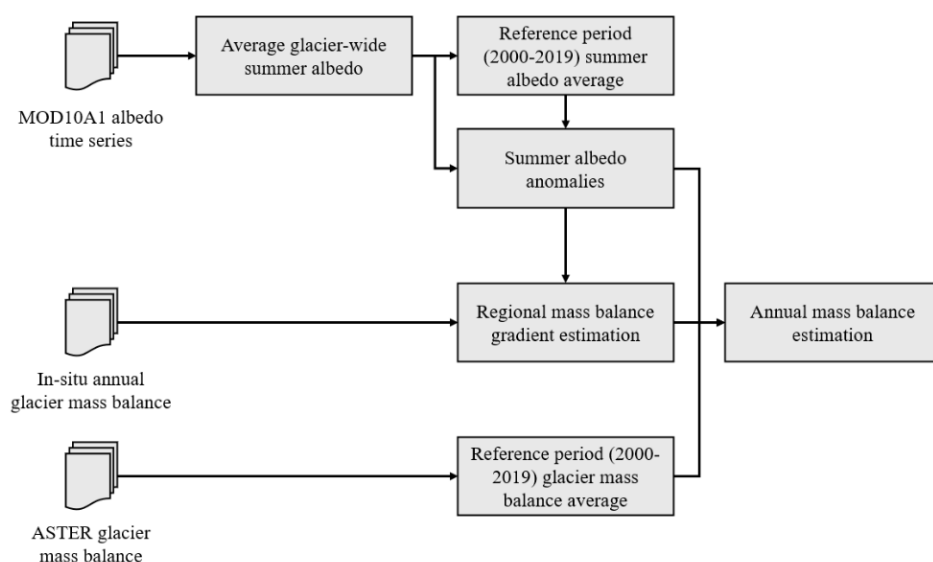 MOD10A1 albedo
time series
Average glacier-wide
summer albedo
Reference period
(2000-2019) summer
albedo average
Summer albedo
anomalies
In-situ annual
glacier mass balance
Regional mass balance
gradient estimation
Annual mass balance
estimation
ASTER glacier
mass balance
Reference period (2000-
2019) glacier mass
balance average